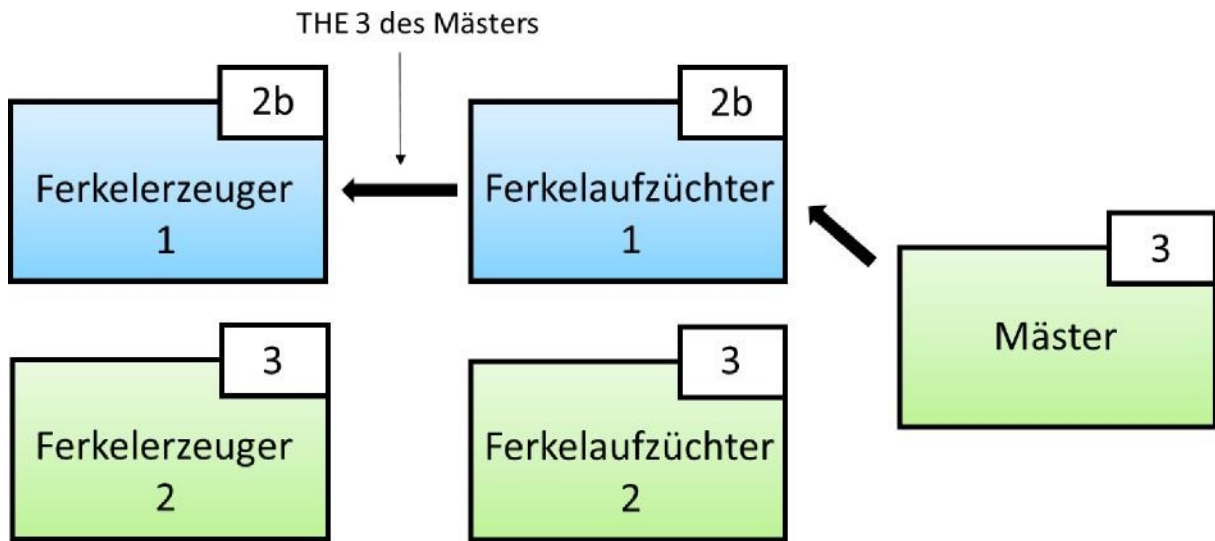 THE 3 des Mästers
2b
Ferkelerzeuger
1
2b
Ferkelaufzüchter
1
3
Mäster
3
Ferkelerzeuger
2
3
Ferkelaufzüchter
2